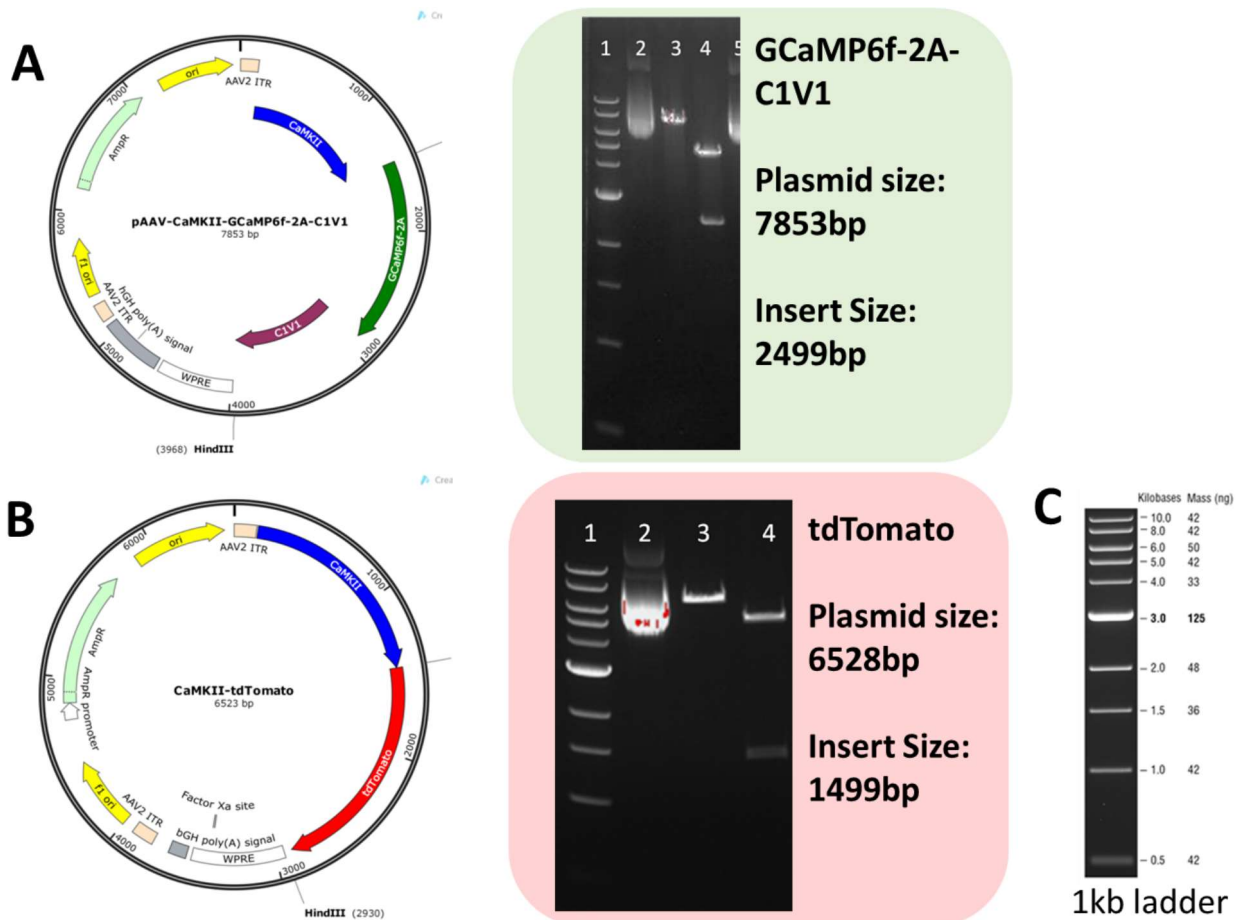 A
Cre
7000
ori
AAV2 ITR
1000
AmpR
CaMKII
pAAV-CaMKII-GCaMP6f-2A-C1V1
7853 bp
6000
2000
GCaMP6f-2A
f1 ori
AAV2 ITR
hGH poly(A) signal
C1V1
5000
WPRE
3000
4000
(3968) HindIII
1 2 3 4 5
GCaMP6f-2A-
C1V1
Plasmid size:
7853bp
Insert Size:
2499bp
B
Crea
6000
ori
AAV2 ITR
CaMKII
1000
AmpR
5000
AmpR promoter
CaMKII-tdTomato
6523 bp
2000
tdTomato
f1 ori
AAV2 ITR
Factor Xa site
bGH poly(A) signal
4000
WPRE
3000
HindIII (2930)
1 2 3 4
tdTomato
Plasmid size:
6528bp
Insert Size:
1499bp
C
Kilobases Mass (ng)
10.0 42
8.0 42
6.0 50
5.0 42
4.0 33
3.0 125
2.0 48
1.5 36
1.0 42
0.5 42
1kb ladder